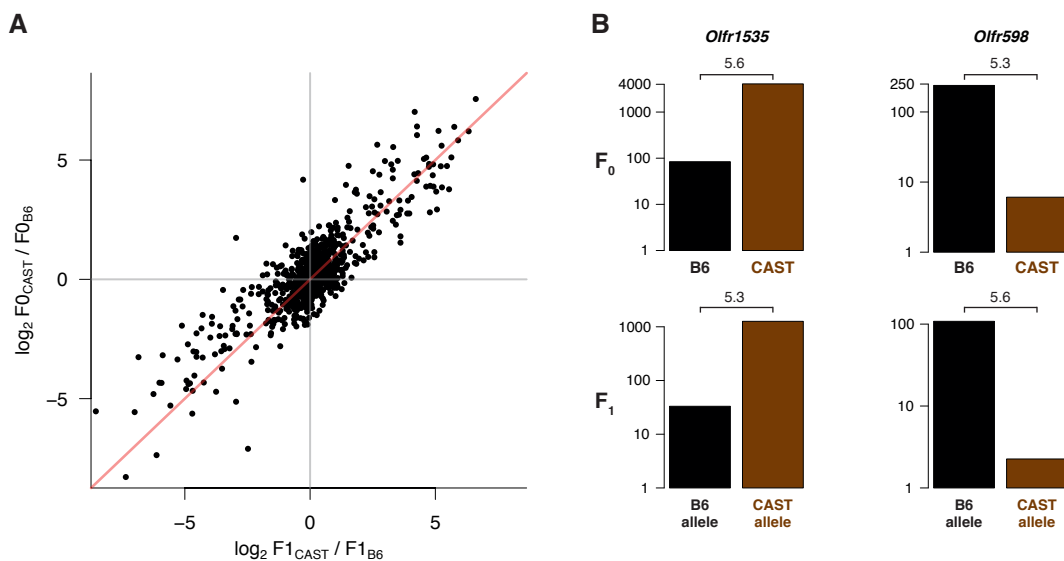 A
log2 F0CAST / F0B6
5
0
−5
−5
0
5
log2 F1CAST / F1B6
B
Olfr1535
Olfr598
F0
5.6
4000
1000
100
10
1
B6
CAST
5.3
250
100
10
1
B6
CAST
F1
5.3
1000
100
10
1
B6 allele
CAST allele
5.6
100
10
1
B6 allele
CAST allele